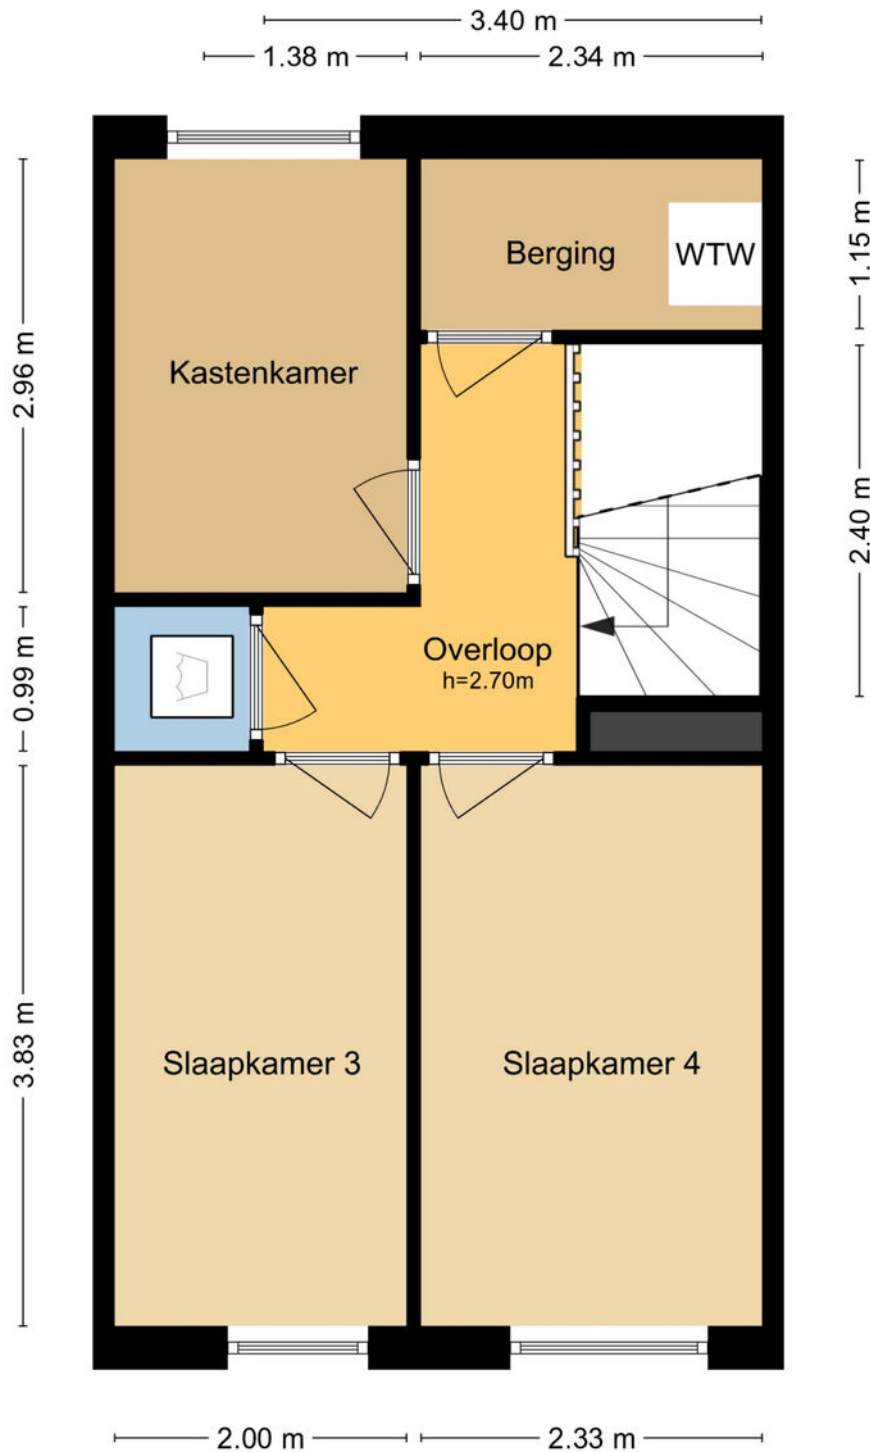 3.40 m
1.38 m
2.34 m
Berging
WTW
1.15 m
Kastenkamer
2.96 m
2.40 m
Overloop
h=2.70m
0.99 m
Slaapkamer 3
Slaapkamer 4
3.83 m
2.00 m
2.33 m